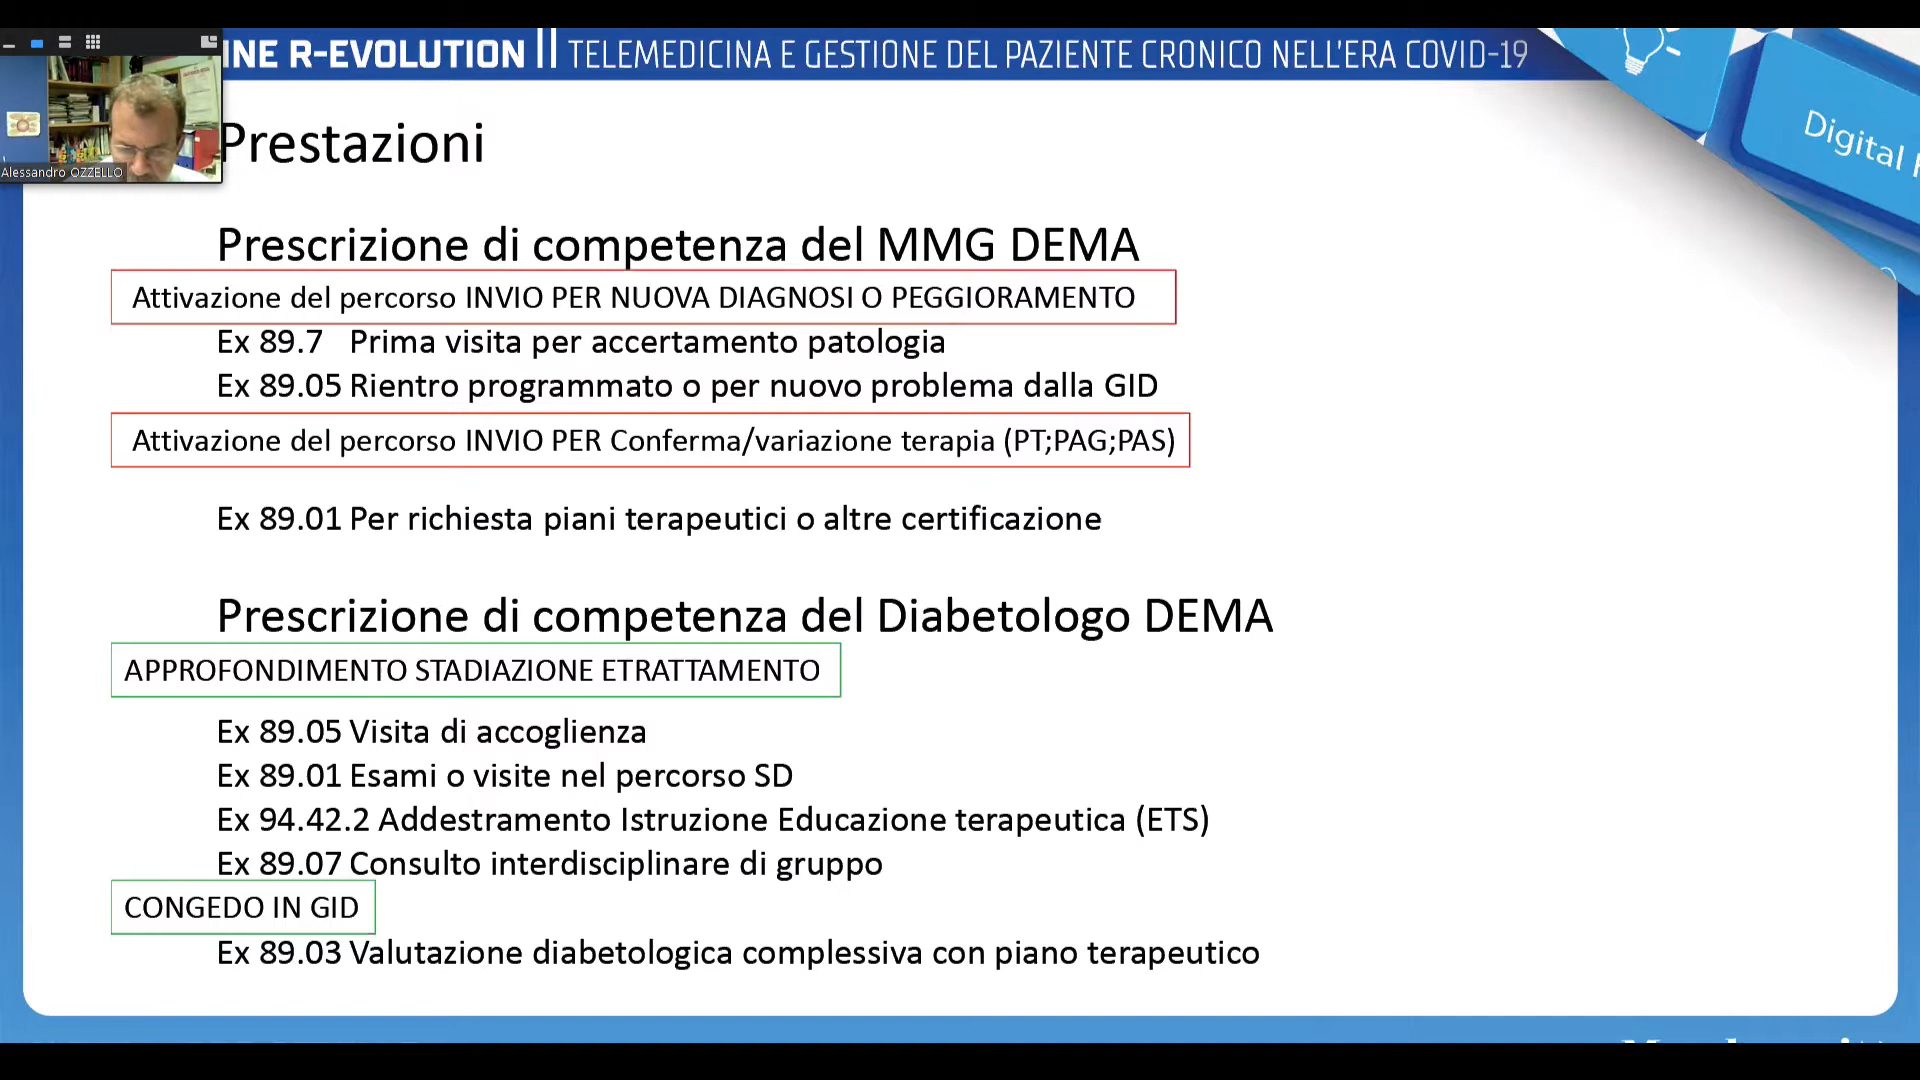 INE R-EVOLUTION || TELEMEDICINA E GESTIONE DEL PAZIENTE CRONICO NELL'ERA COVID-19
Digital
Alessandro OZZELLO
Prestazioni
Prescrizione di competenza del MMG DEMA
Attivazione del percorso INVIO PER NUOVA DIAGNOSI O PEGGIORAMENTO
Ex 89.7 Prima visita per accertamento patologia
Ex 89.05 Rientro programmato o per nuovo problema dalla GID
Attivazione del percorso INVIO PER Conferma/variazione terapia (PT;PAG;PAS)
Ex 89.01 Per richiesta piani terapeutici o altre certificazione
Prescrizione di competenza del Diabetologo DEMA
APPROFONDIMENTO STADIAZIONE ETRATTAMENTO
Ex 89.05 Visita di accoglienza
Ex 89.01 Esami o visite nel percorso SD
Ex 94.42.2 Addestramento Istruzione Educazione terapeutica (ETS)
Ex 89.07 Consulto interdisciplinare di gruppo
CONGEDO IN GID
Ex 89.03 Valutazione diabetologica complessiva con piano terapeutico